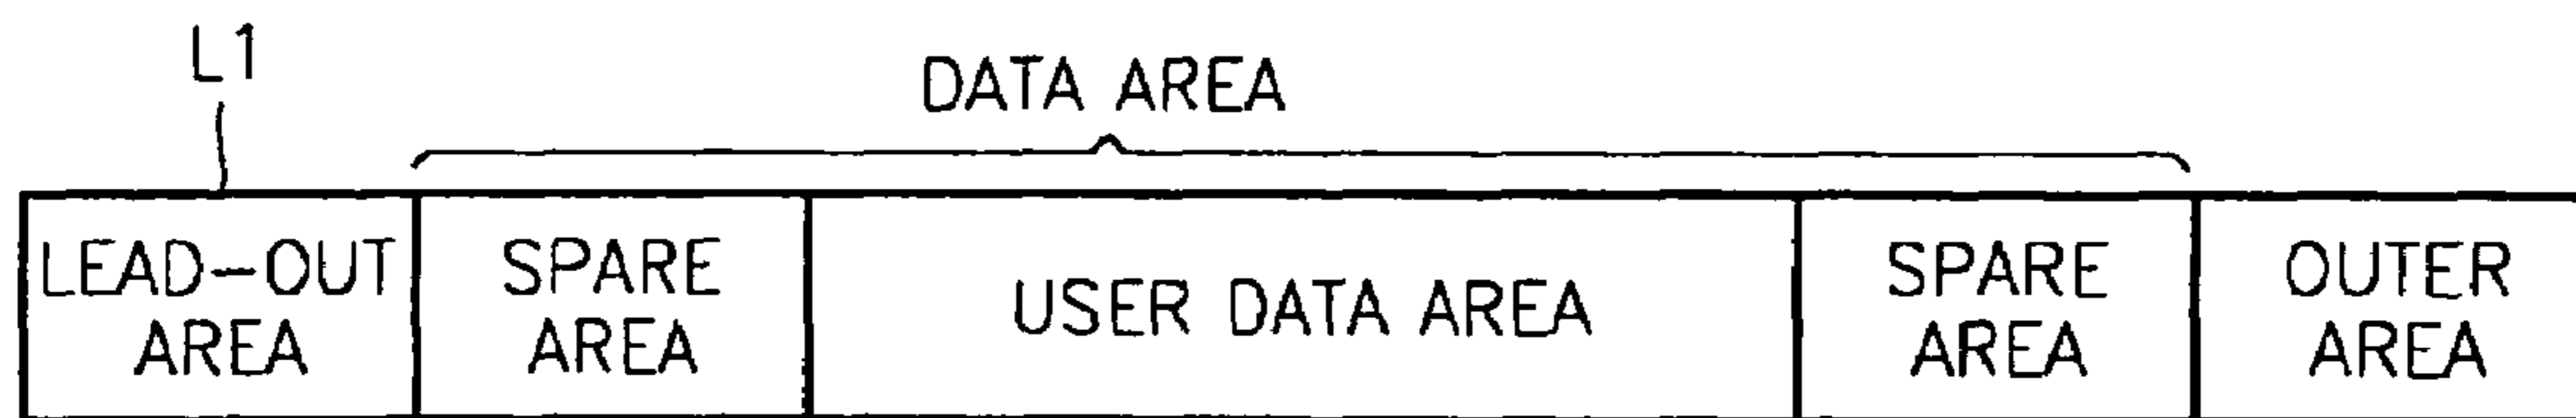 L1
DATA AREA
LEAD-OUT
AREA
SPARE
AREA
USER DATA AREA
SPARE
AREA
OUTER
AREA